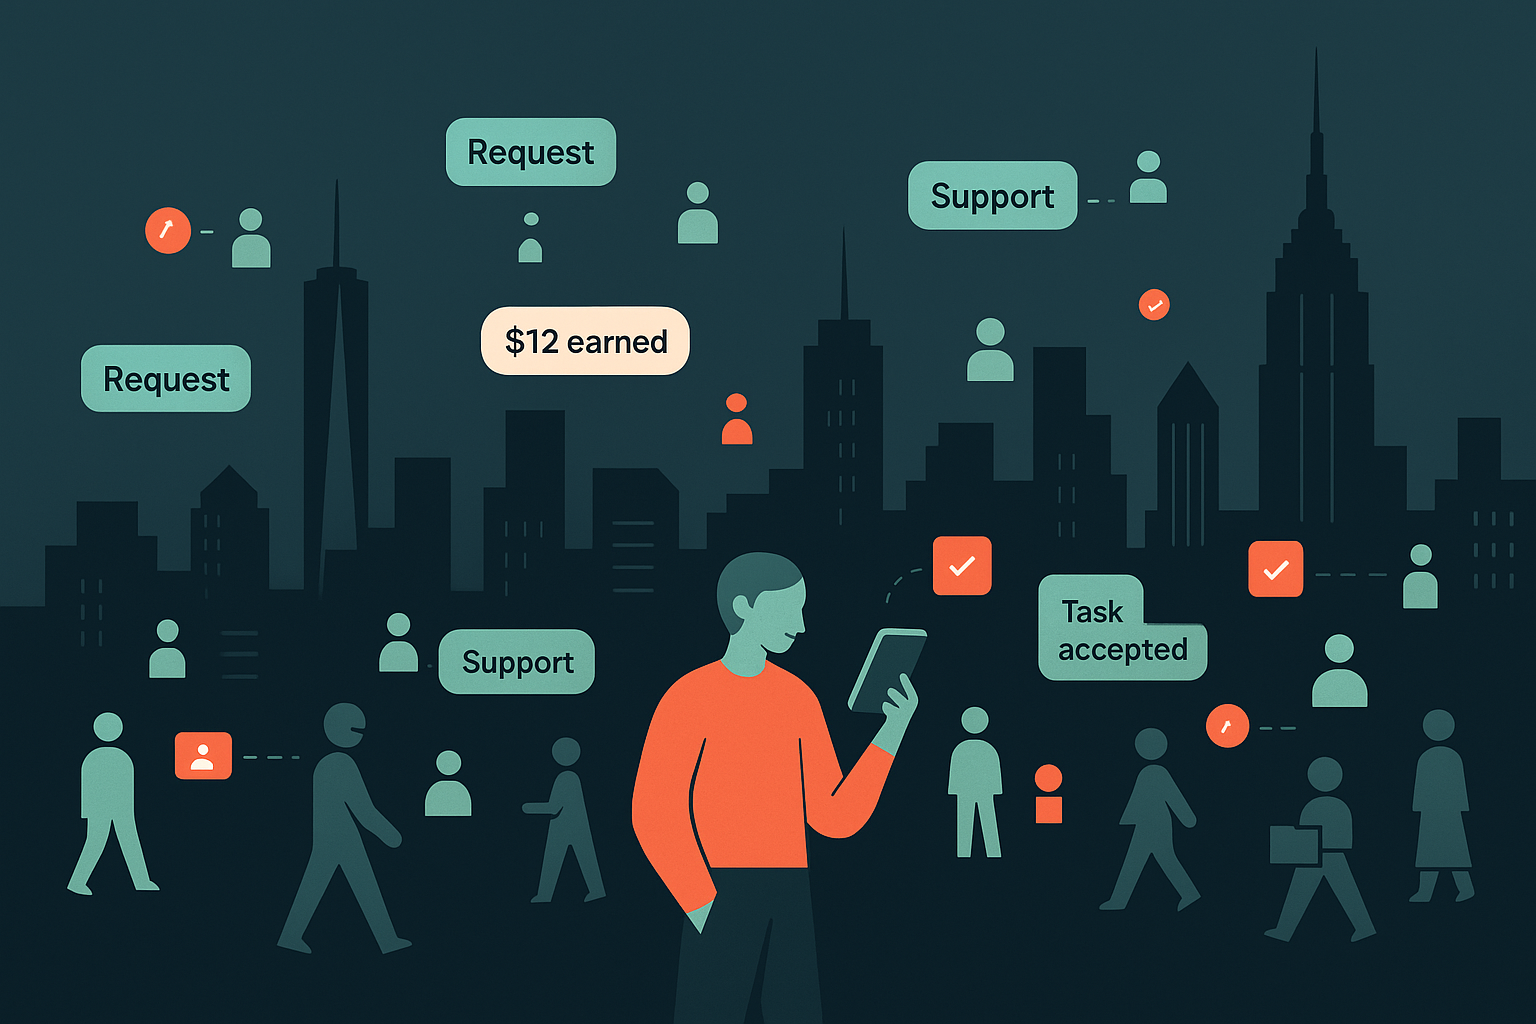 Request
Support
$12 earned
Request
Task
accepted
Support